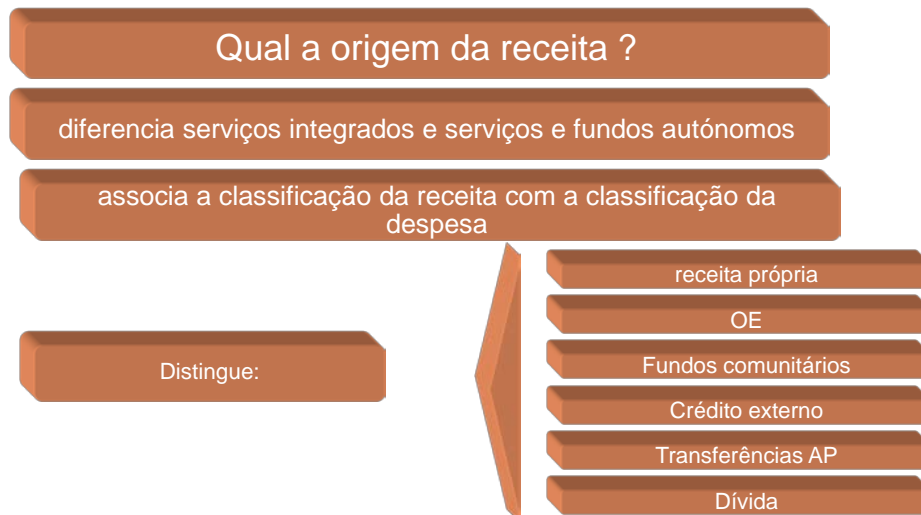 Qual a origem da receita ?
diferencia serviços integrados e serviços e fundos autónomos
associa a classificação da receita com a classificação da
despesa
Distingue:
receita própria
OE
Fundos comunitários
Crédito externo
Transferências AP
Dívida